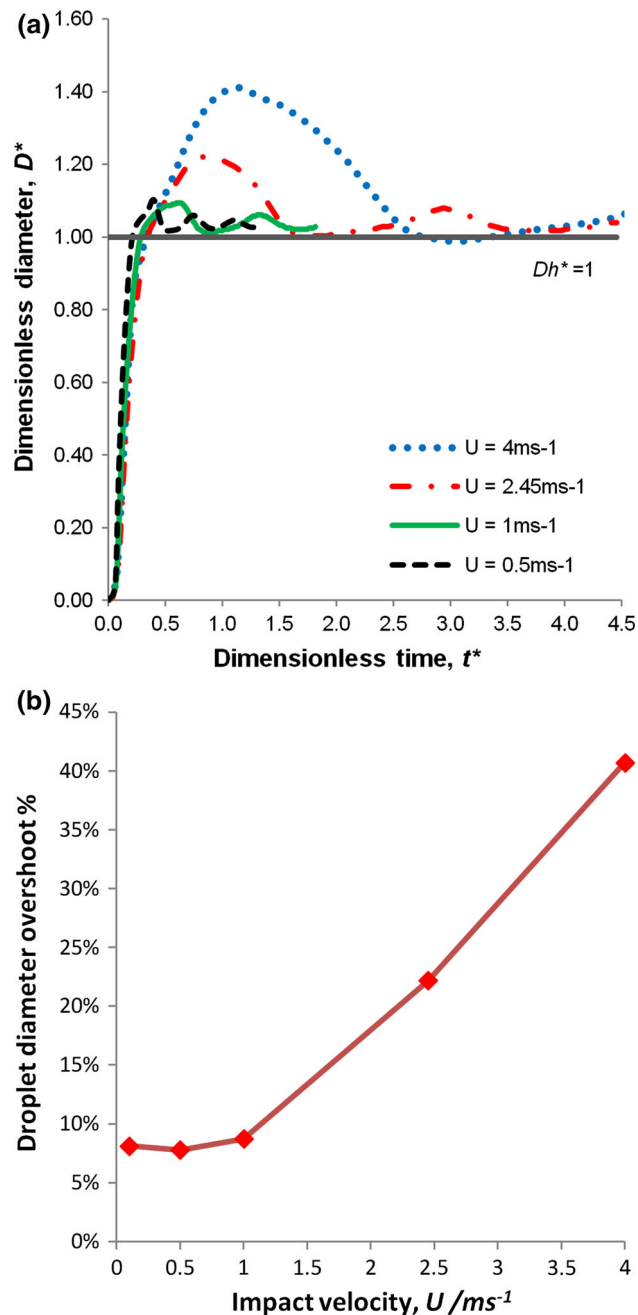 (a)
1.60
1.40
1.20
1.00
0.80
0.60
0.40
0.20
0.00
Dimensionless diameter, D*
Dh* =1
U = 4ms-1
U = 2.45ms-1
U = 1ms-1
U = 0.5ms-1
0.0 0.5 1.0 1.5 2.0 2.5 3.0 3.5 4.0 4.5
Dimensionless time, t*
(b)
45%
40%
35%
30%
25%
20%
15%
10%
5%
0%
Droplet diameter overshoot %
0 0.5 1 1.5 2 2.5 3 3.5 4
Impact velocity, U /ms⁻¹